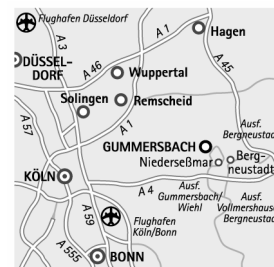 Flughafen Düsseldorf
A 3
A 1
Hagen
DÜSSEL-
DORF
A 46
Wuppertal
A 45
Solingen
Remscheid
A 57
A 1
Ausf.
Bergneustadt
GUMMERSBACH
Niederseßmar
Berg-
neustadt
KÖLN
A 4
Ausf.
Gummersbach/
Wiehl
Ausf.
Vollmershausen
Bergneustadt
A 59
Flughafen
Köln/Bonn
A 555
BONN